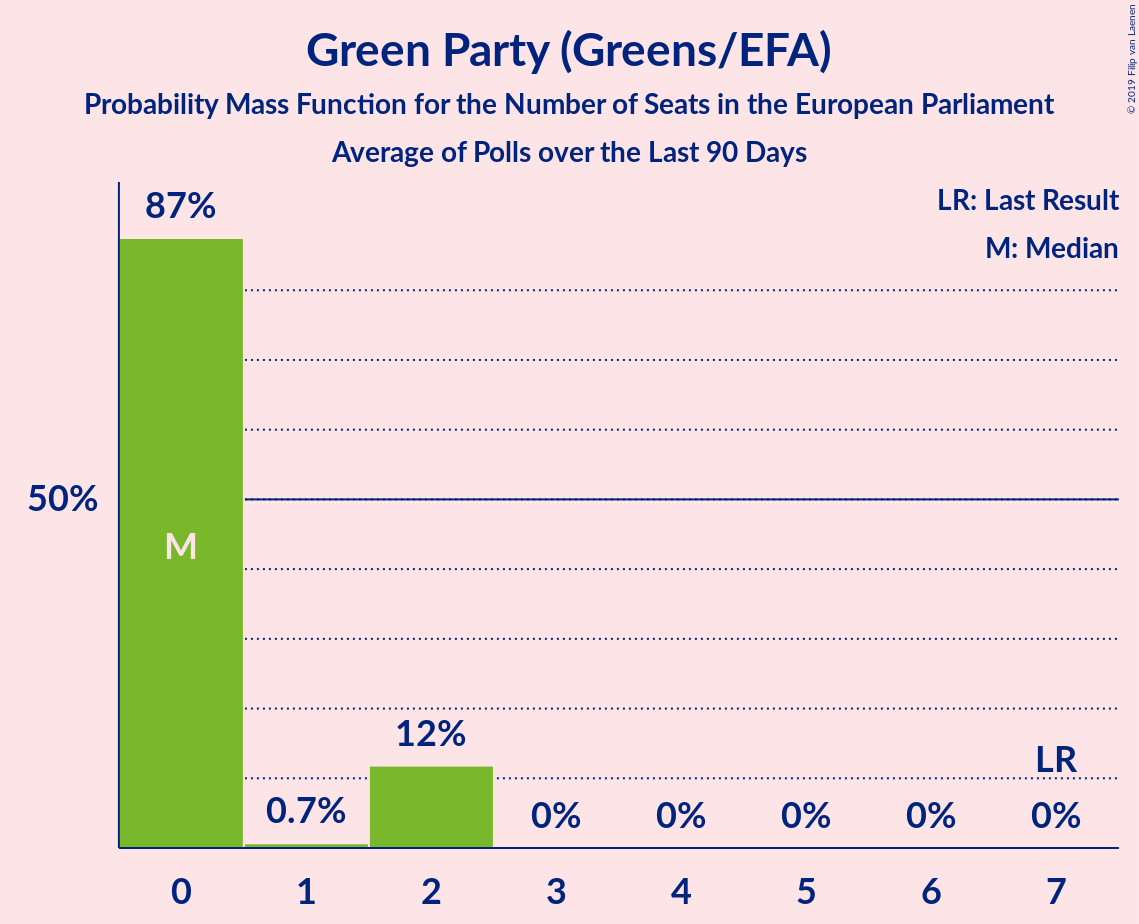 Green Party (Greens/EFA)
Probability Mass Function for the Number of Seats in the European Parliament
Average of Polls over the Last 90 Days
© 2019 Filip van Laenen
LR: Last Result
M: Median
87%
50%
M
12%
LR
0.7%
0% 0% 0% 0% 0%
0 1 2 3 4 5 6 7